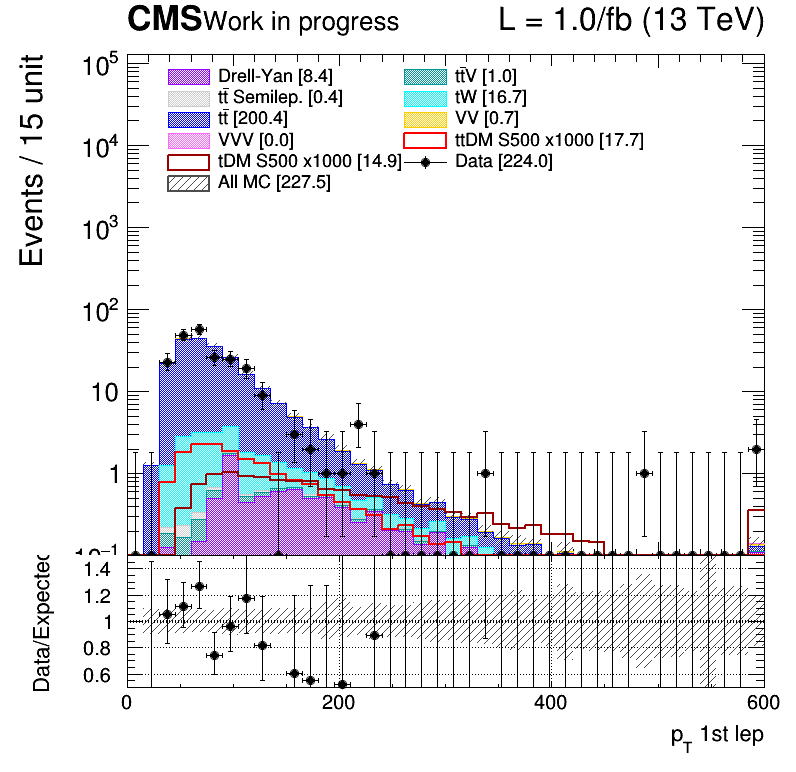 CMS Work in progress L = 1.0/fb (13 TeV)
Events / 15 unit
10⁵
10⁴
10³
10²
10
1
10⁻¹
Drell-Yan [8.4]
tt̄V [1.0]
tt̄ Semilep. [0.4]
tW [16.7]
tt̄ [200.4]
VV [0.7]
VVV [0.0]
ttDM S500 x1000 [17.7]
tDM S500 x1000 [14.9]
Data [224.0]
All MC [227.5]
Data/Expected
1.4
1.2
1
0.8
0.6
0 200 400 600
p_T 1st lep